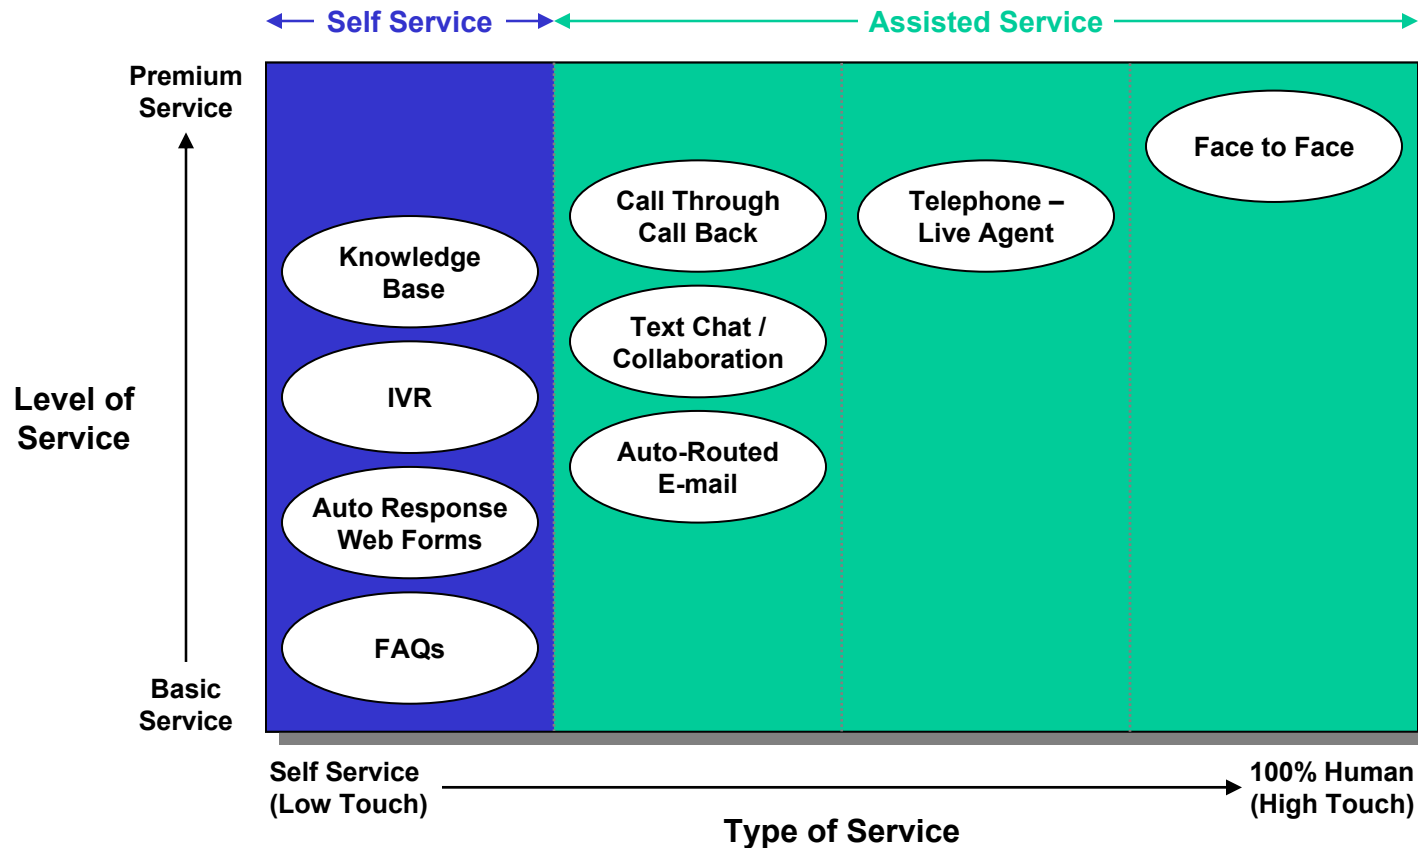 Self Service
Assisted Service
Premium
Service
Face to Face
Call Through
Call Back
Telephone –
Live Agent
Knowledge
Base
Text Chat /
Collaboration
IVR
Level of
Service
Auto-Routed
E-mail
Auto Response
Web Forms
FAQs
Basic
Service
Self Service
(Low Touch)
100% Human
(High Touch)
Type of Service